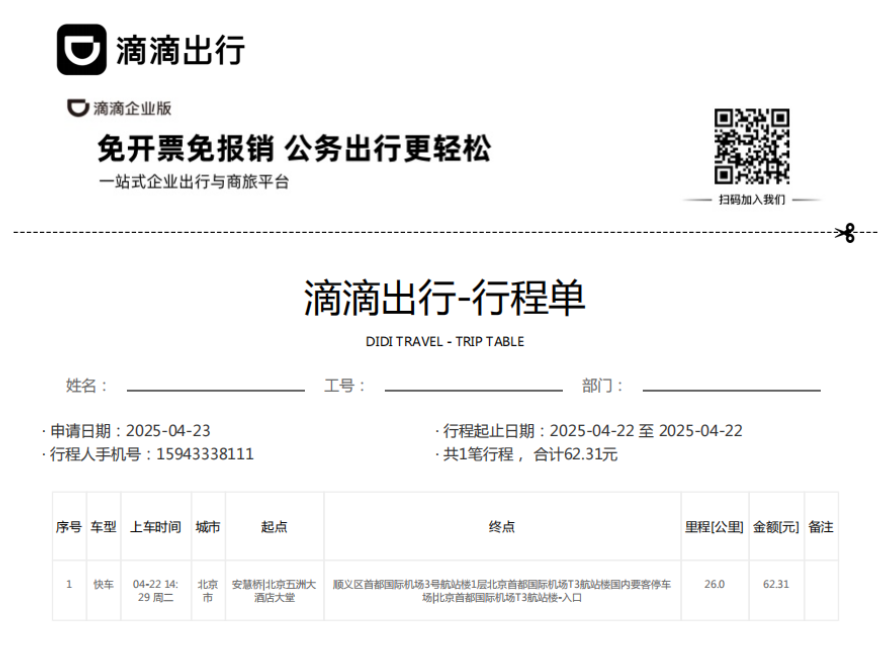 滴滴出行
滴滴企业版
免开票免报销 公务出行更轻松
一站式企业出行与商旅平台
扫码加入我们
滴滴出行-行程单
DIDI TRAVEL - TRIP TABLE
姓名： 工号： 部门：
· 申请日期：2025-04-23 · 行程起止日期：2025-04-22 至 2025-04-22
· 行程人手机号：15943338111 · 共1笔行程， 合计62.31元
序号 车型 上车时间 城市 起点 终点 里程[公里] 金额[元] 备注
1 快车 04-22 14: 北京 安慧桥|北京五洲大 顺义区首都国际机场3号航站楼1层北京首都国际机场T3航站楼国内要客停车 26.0 62.31
29 周二 市 酒店大堂 场|北京首都国际机场T3航站楼-入口